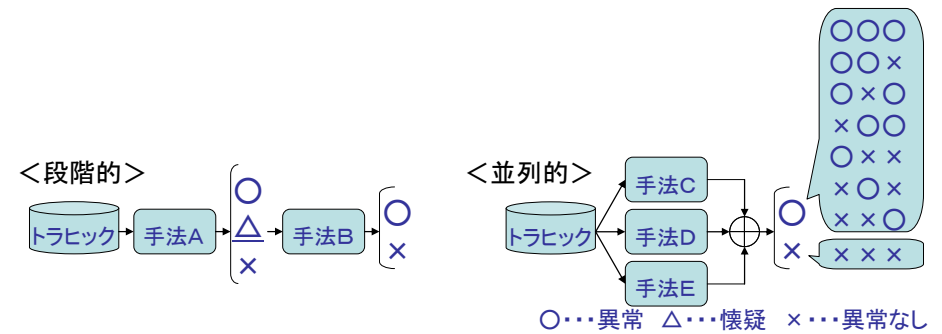 <段階的>
トラヒック
手法A
○
△
×
手法B
○
×
<並列的>
トラヒック
手法C
手法D
手法E
○
×
○○○
○○×
○×○
×○○
○××
×○×
××○
×××
○･･･異常 △･･･懐疑 ×･･･異常なし